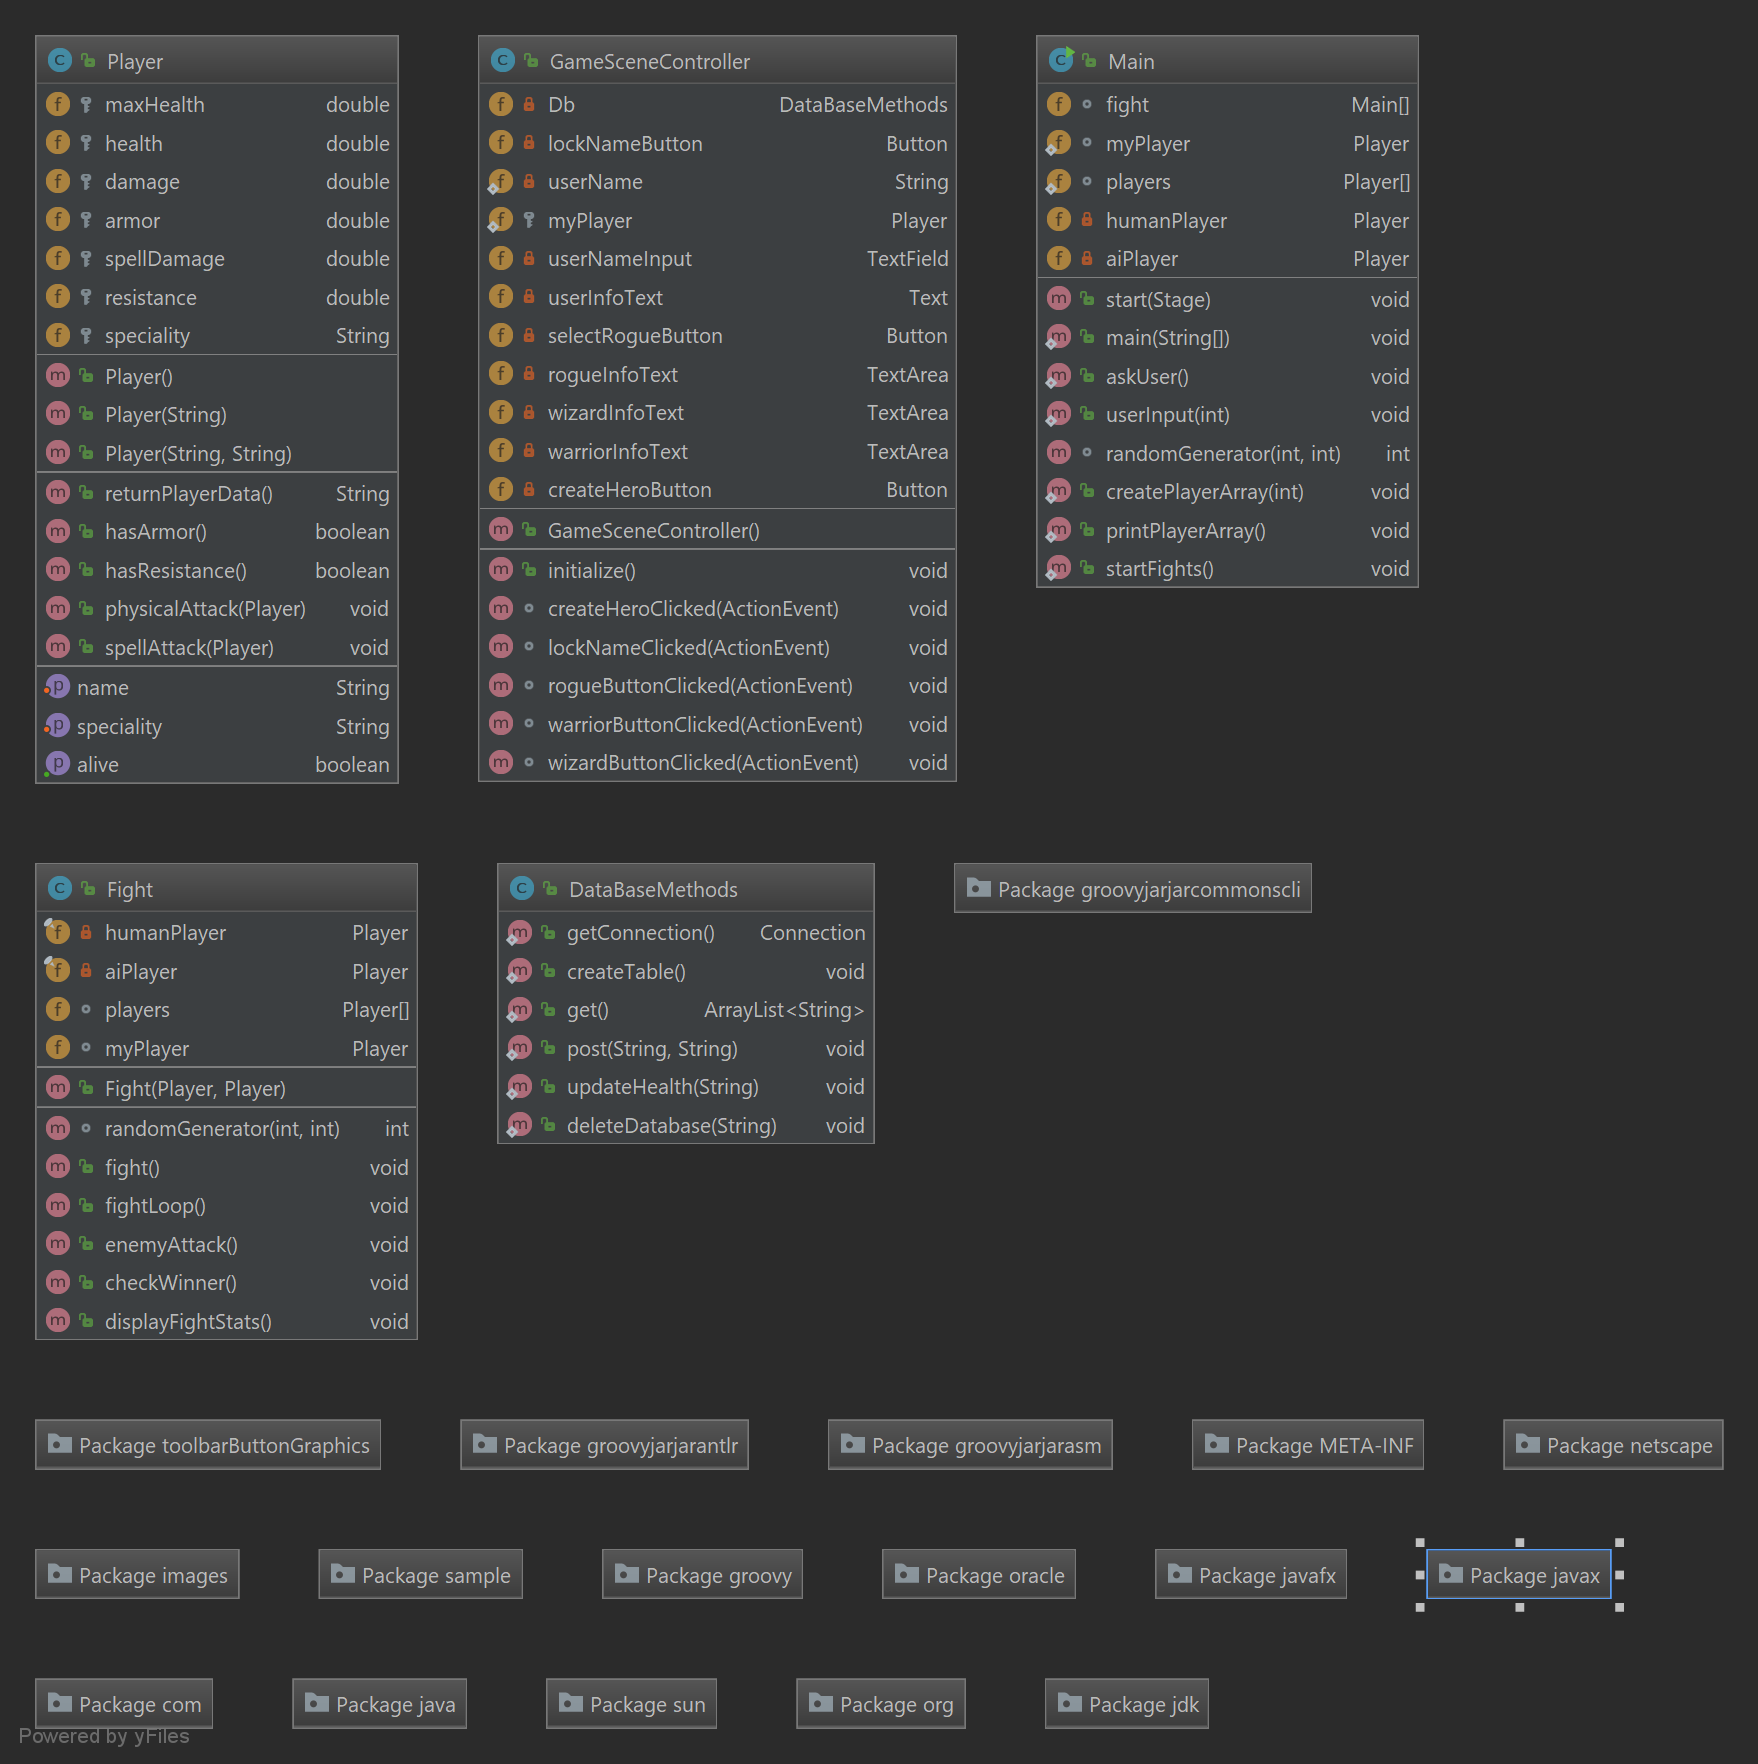 Player
maxHealth double
health double
damage double
armor double
spellDamage double
resistance double
speciality String
Player()
Player(String)
Player(String, String)
returnPlayerData() String
hasArmor() boolean
hasResistance() boolean
physicalAttack(Player) void
spellAttack(Player) void
name String
speciality String
alive boolean
GameSceneController
Db DataBaseMethods
lockNameButton Button
userName String
myPlayer Player
userNameInput TextField
userInfoText Text
selectRogueButton Button
rogueInfoText TextArea
wizardInfoText TextArea
warriorInfoText TextArea
createHeroButton Button
GameSceneController()
initialize() void
createHeroClicked(ActionEvent) void
lockNameClicked(ActionEvent) void
rogueButtonClicked(ActionEvent) void
warriorButtonClicked(ActionEvent) void
wizardButtonClicked(ActionEvent) void
Main
fight Main[]
myPlayer Player
players Player[]
humanPlayer Player
aiPlayer Player
start(Stage) void
main(String[]) void
askUser() void
userInput(int) void
randomGenerator(int, int) int
createPlayerArray(int) void
printPlayerArray() void
startFights() void
Fight
humanPlayer Player
aiPlayer Player
players Player[]
myPlayer Player
Fight(Player, Player)
randomGenerator(int, int) int
fight() void
fightLoop() void
enemyAttack() void
checkWinner() void
displayFightStats() void
DataBaseMethods
getConnection() Connection
createTable() void
get() ArrayList<String>
post(String, String) void
updateHealth(String) void
deleteDatabase(String) void
Package groovyjarjarcommonscli
Package toolbarButtonGraphics
Package groovyjarjarantlr
Package groovyjarjarasm
Package META-INF
Package netscape
Package images
Package sample
Package groovy
Package oracle
Package javafx
Package javax
Package com
Package java
Package sun
Package org
Package jdk
Powered by yFiles